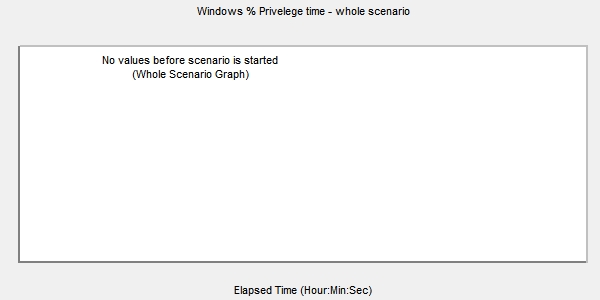 Windows % Privelege time - whole scenario
No values before scenario is started
(Whole Scenario Graph)
Elapsed Time (Hour:Min:Sec)